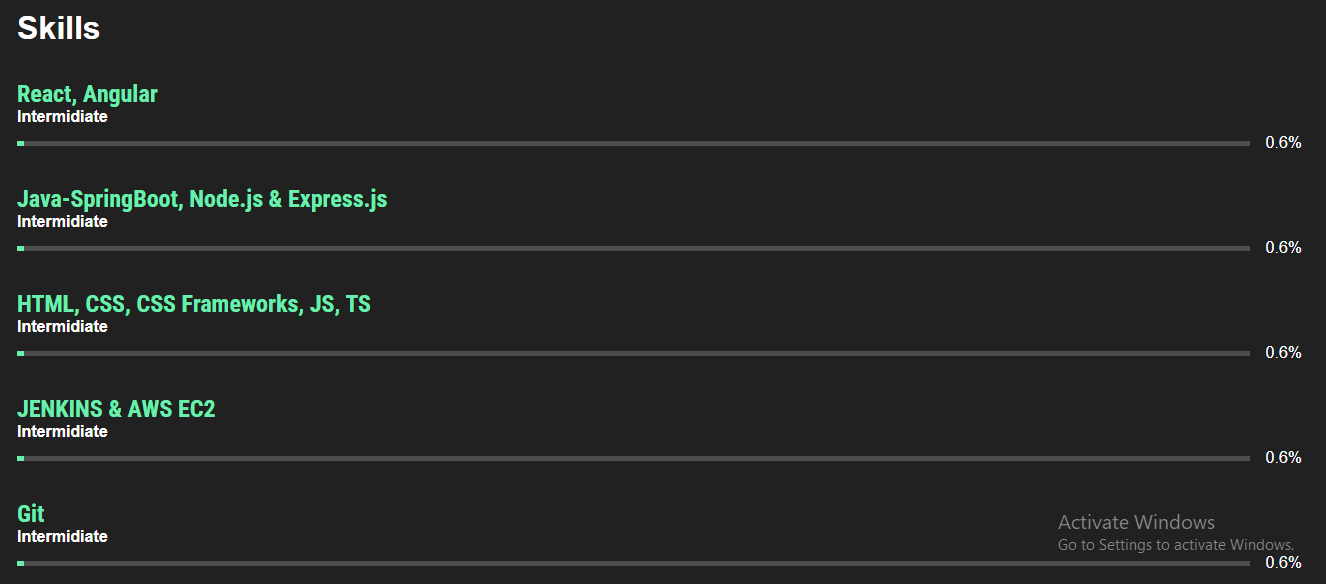 Skills
React, Angular
Intermidiate
0.6%
Java-SpringBoot, Node.js & Express.js
Intermidiate
0.6%
HTML, CSS, CSS Frameworks, JS, TS
Intermidiate
0.6%
JENKINS & AWS EC2
Intermidiate
0.6%
Git
Intermidiate
Activate Windows
Go to Settings to activate Windows.
0.6%